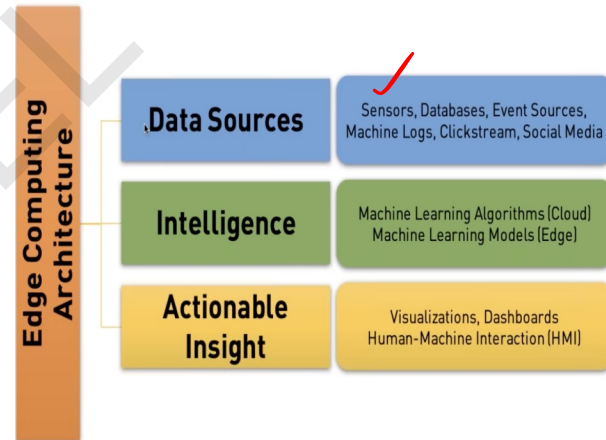 Edge Computing
Architecture
Data Sources
Sensors, Databases, Event Sources,
Machine Logs, Clickstream, Social Media
Intelligence
Machine Learning Algorithms (Cloud)
Machine Learning Models (Edge)
Actionable
Insight
Visualizations, Dashboards
Human-Machine Interaction (HMI)